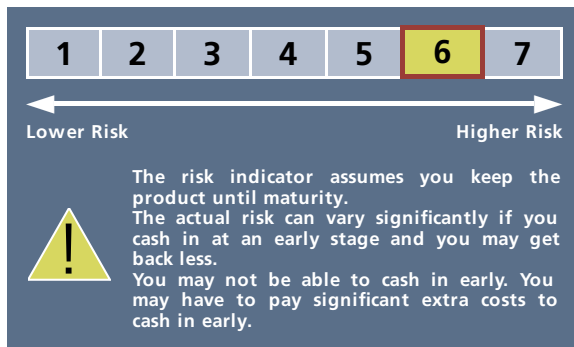 1 2 3 4 5 6 7
Lower Risk Higher Risk
The risk indicator assumes you keep the
product until maturity.
The actual risk can vary significantly if you
cash in at an early stage and you may get
back less.
You may not be able to cash in early. You
may have to pay significant extra costs to
cash in early.
!